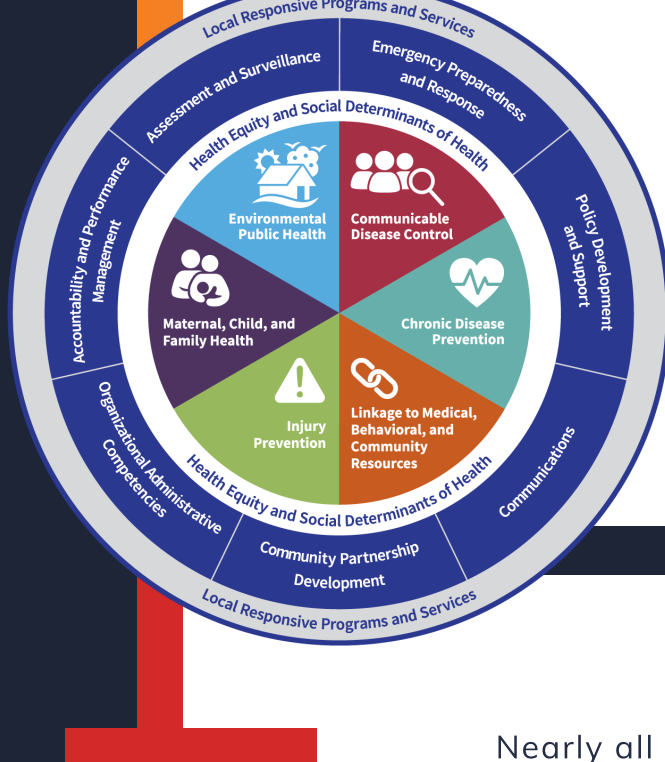 Local Responsive Programs and Services
Assessment and Surveillance
Emergency Preparedness
and Response
Health Equity and Social Determinants of Health
Accountability and Performance
Management
Policy Development
and Support
Environmental
Public Health
Communicable
Disease Control
Maternal, Child, and
Family Health
Chronic Disease
Prevention
Injury
Prevention
Linkage to Medical,
Behavioral, and
Community
Resources
Organizational Administrative
Competencies
Communications
Health Equity and Social Determinants of Health
Community Partnership
Development
Local Responsive Programs and Services
Nearly all